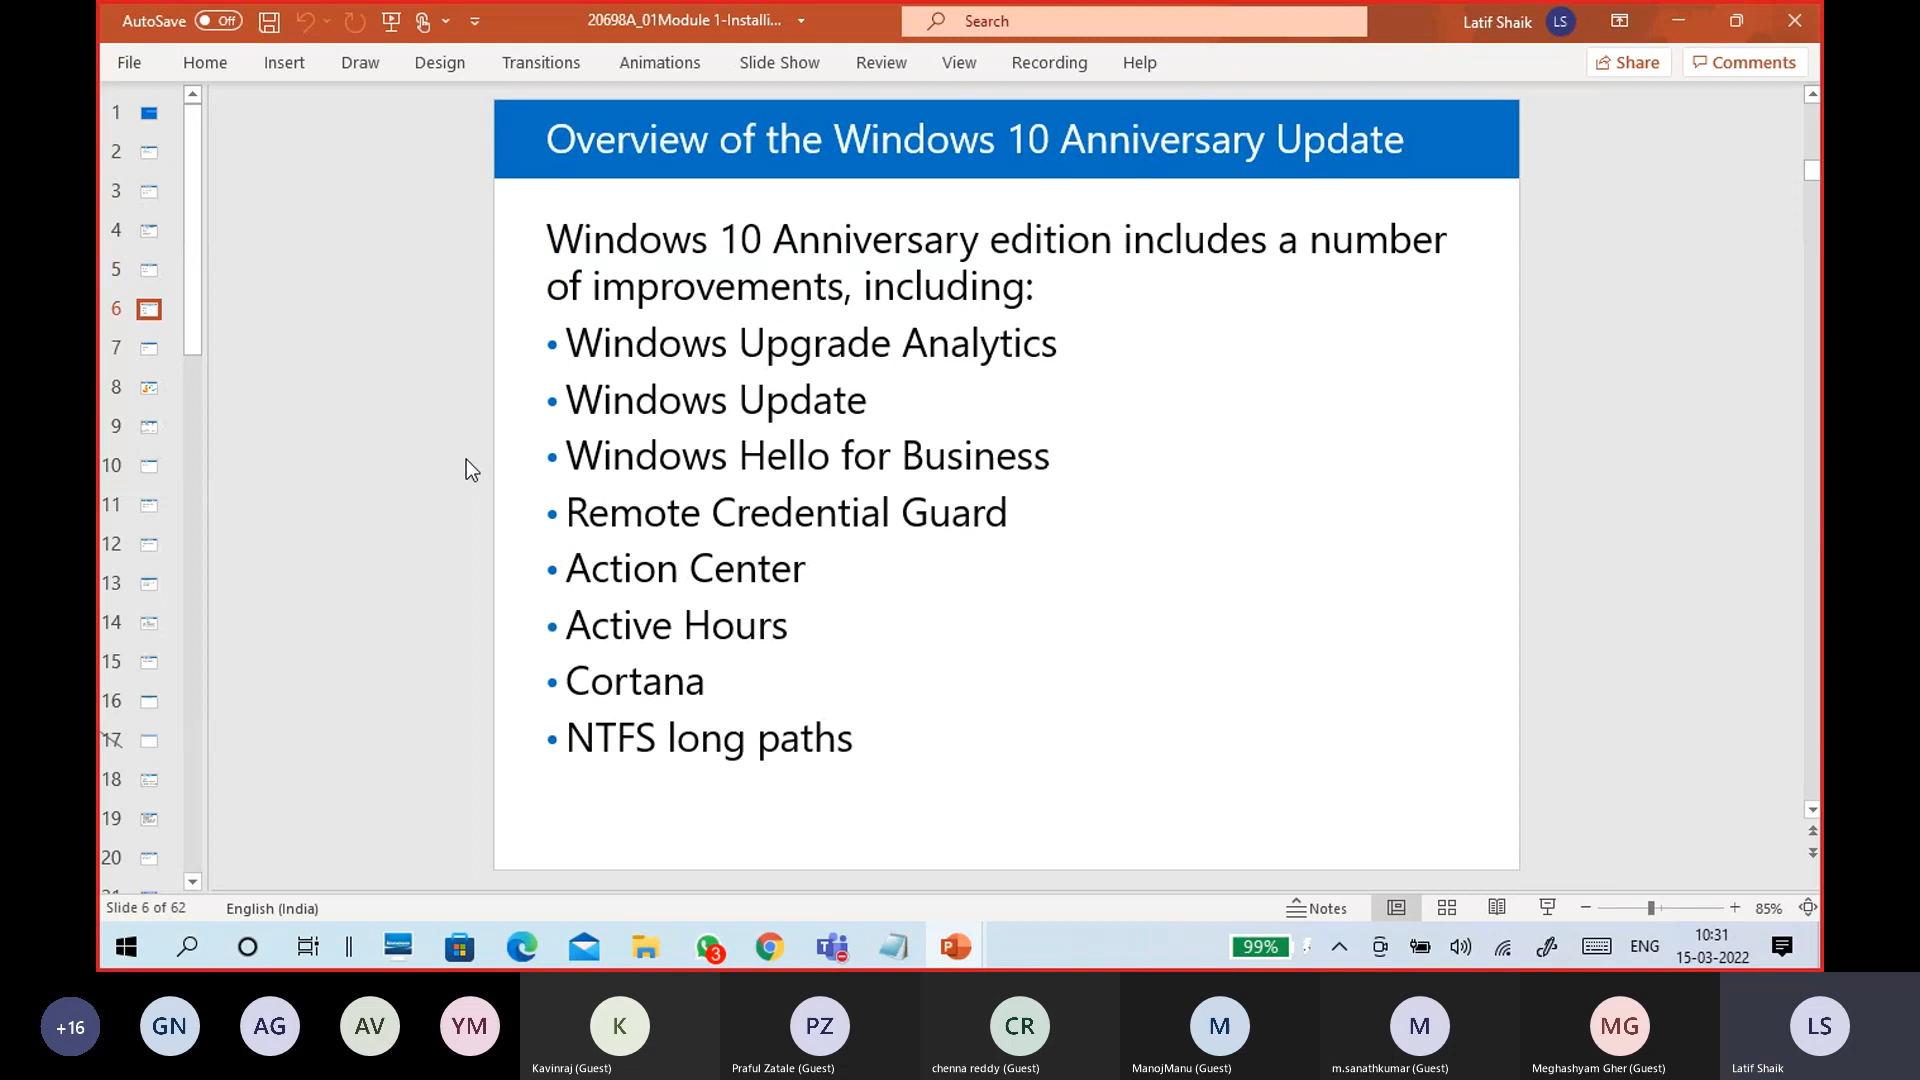 AutoSave Off 20698A_01Module 1-Installi... Search Latif Shaik LS
File Home Insert Draw Design Transitions Animations Slide Show Review View Recording Help Share Comments
1
2
3
4
5
6
7
8
9
10
11
12
13
14
15
16
17
18
19
20
Overview of the Windows 10 Anniversary Update
Windows 10 Anniversary edition includes a number
of improvements, including:
• Windows Upgrade Analytics
• Windows Update
• Windows Hello for Business
• Remote Credential Guard
• Action Center
• Active Hours
• Cortana
• NTFS long paths
Slide 6 of 62 English (India) Notes 85%
3 99% ENG 10:31
15-03-2022
+16 GN AG AV YM K PZ CR M M MG LS
Kavinraj (Guest) Praful Zatale (Guest) chenna reddy (Guest) ManojManu (Guest) m.sanathkumar (Guest) Meghashyam Gher (Guest) Latif Shaik